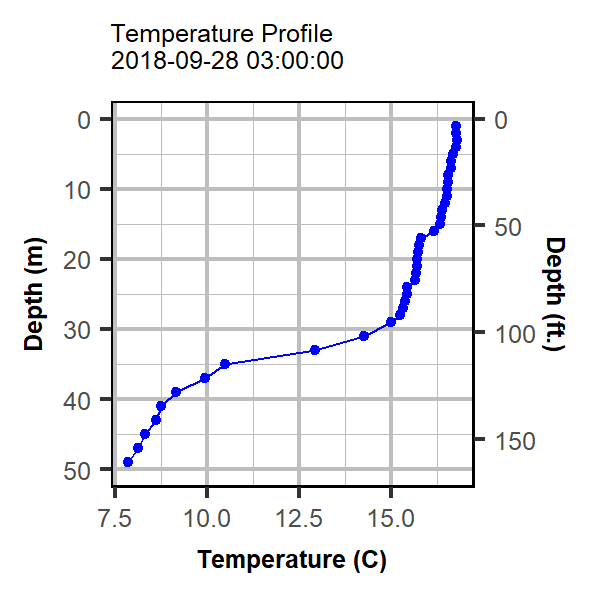 Temperature Profile
2018-09-28 03:00:00
0
10
20
30
40
50
Depth (m)
0
50
100
150
Depth (ft.)
7.5 10.0 12.5 15.0
Temperature (C)